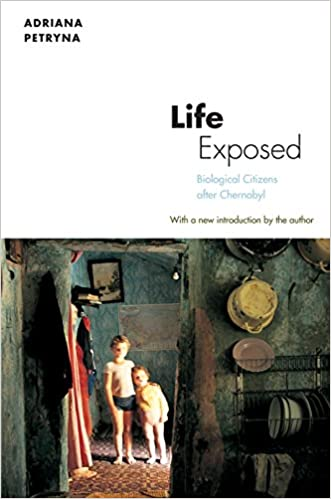 ADRIANA
PETRYNA
Life
Exposed
Biological Citizens
after Chernobyl
With a new introduction by the author